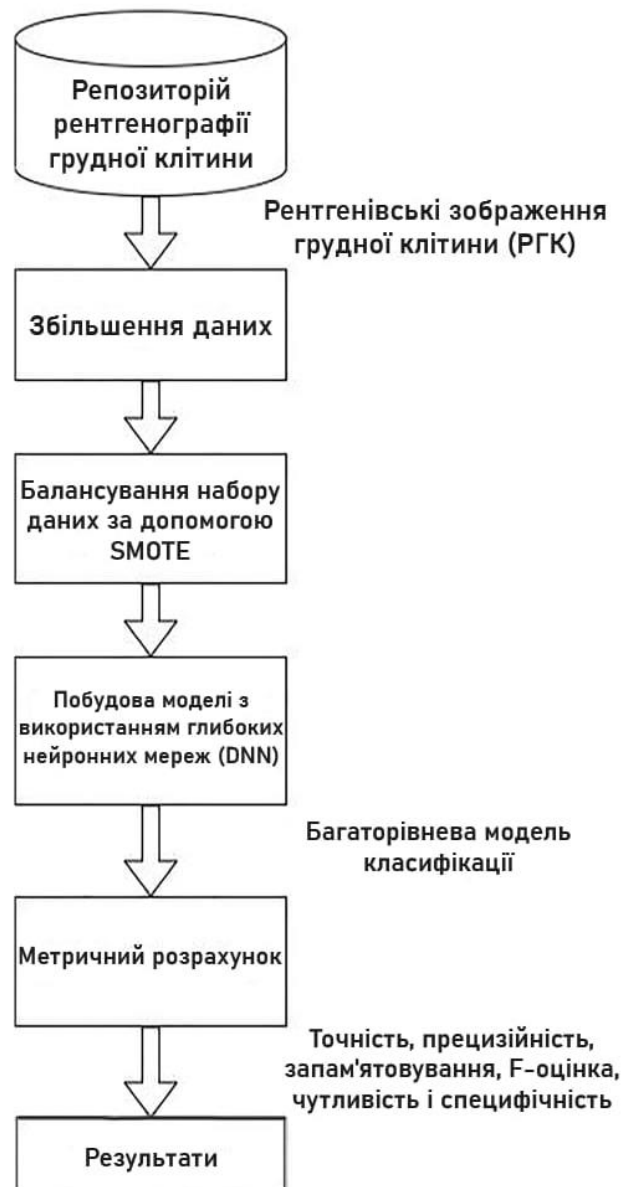 Репозиторій
рентгенографії
грудної клітини
Рентгенівські зображення
грудної клітини (РГК)
Збільшення даних
Балансування набору
даних за допомогою
SMOTE
Побудова моделі з
використанням глибоких
нейронних мереж (DNN)
Багаторівнева модель
класифікації
Метричний розрахунок
Точність, прецизійність,
запам'ятовування, F-оцінка,
чутливість і специфічність
Результати